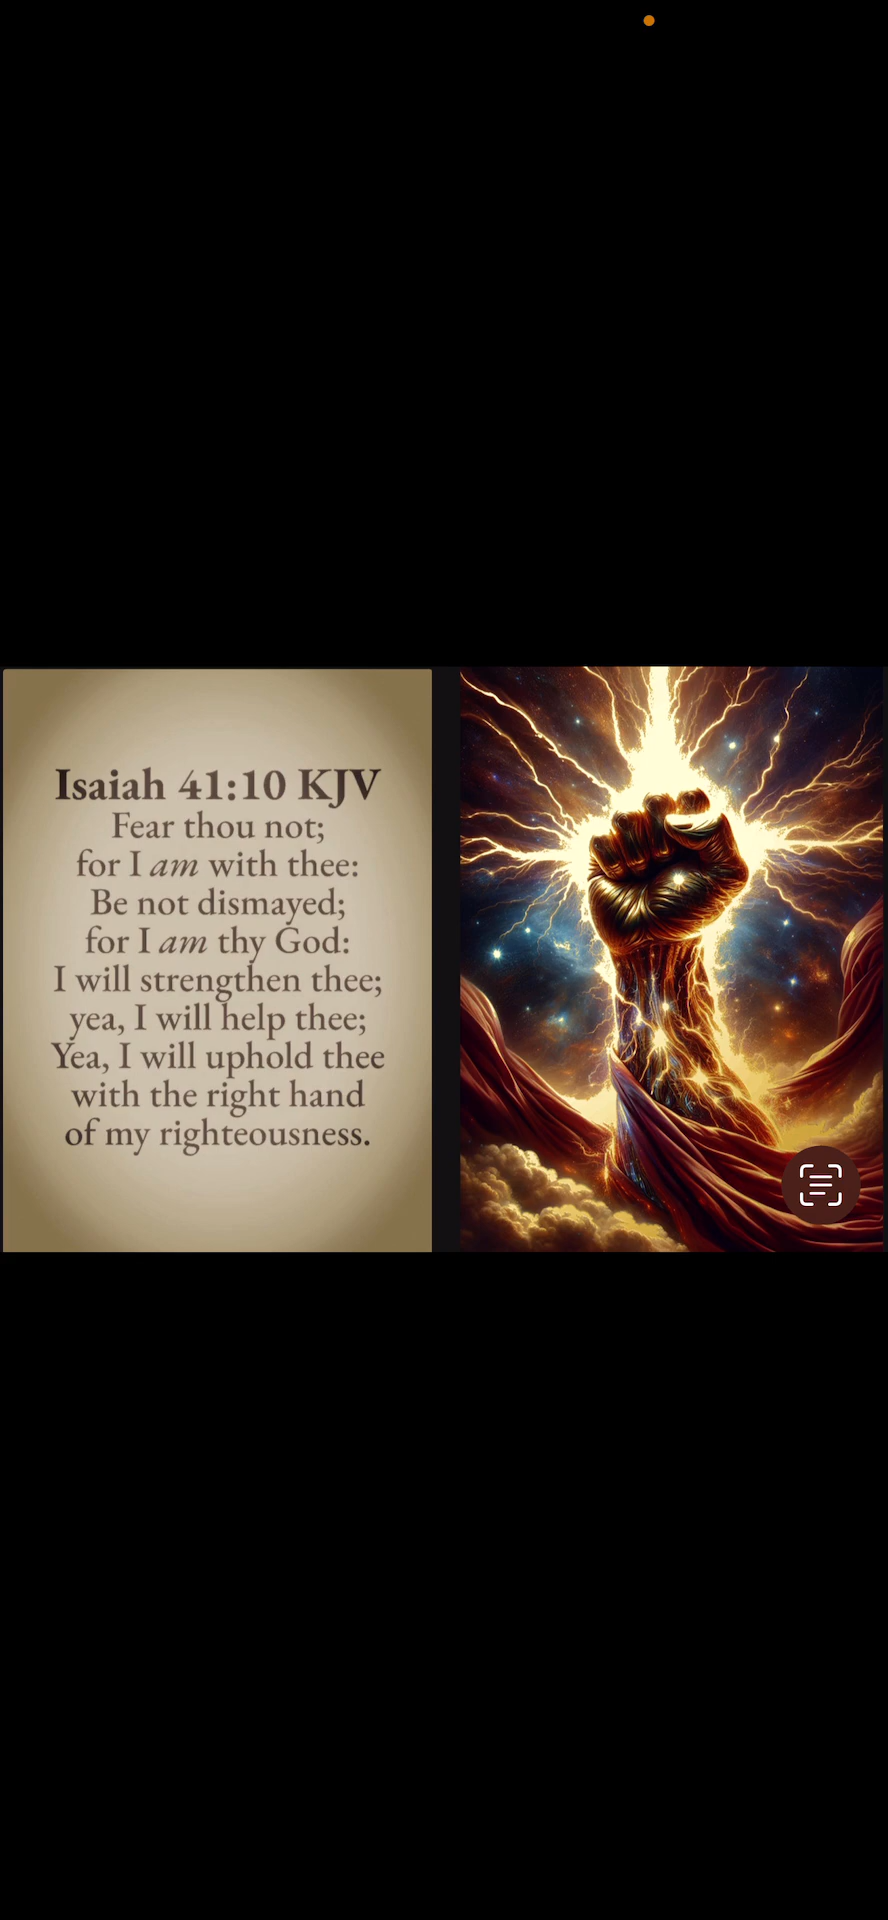 Isaiah 41:10 KJV
Fear thou not;
for I am with thee:
Be not dismayed;
for I am thy God:
I will strengthen thee;
yea, I will help thee;
Yea, I will uphold thee
with the right hand
of my righteousness.